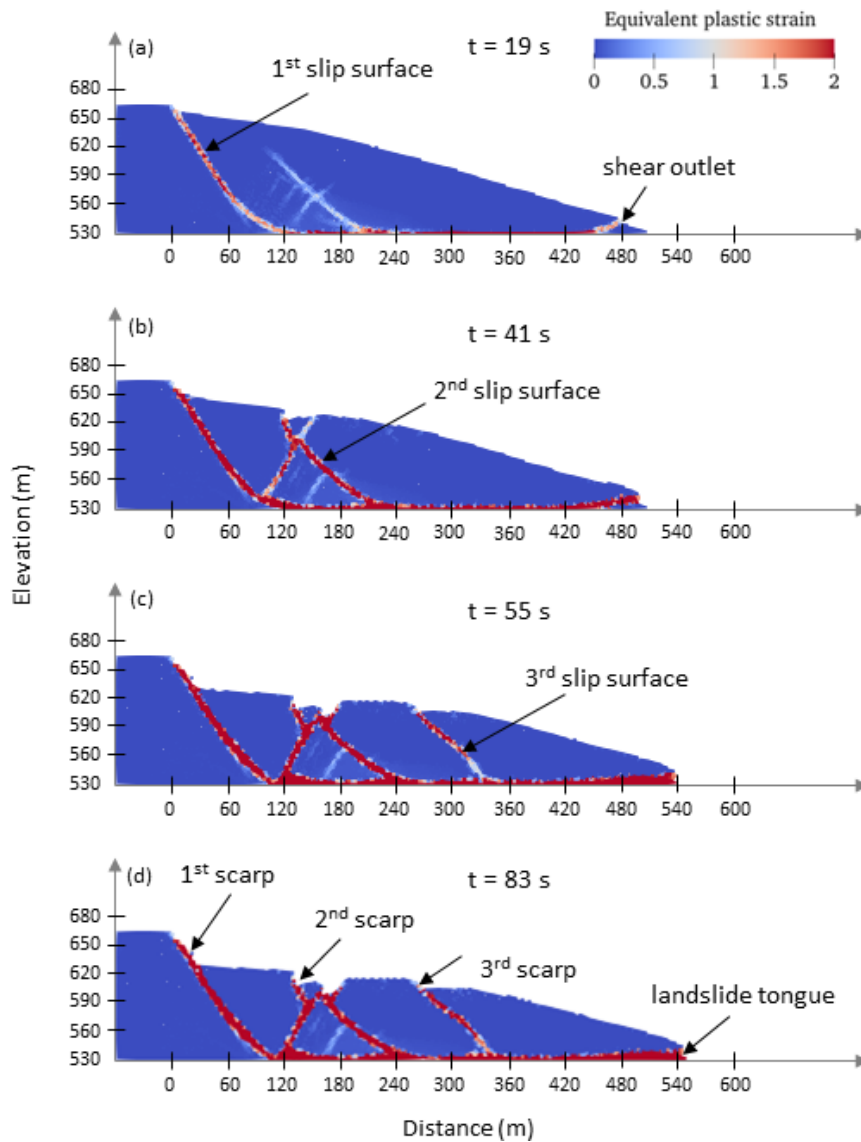 Equivalent plastic strain
0 0.5 1 1.5 2
(a)
t = 19 s
1st slip surface
shear outlet
680
650
620
590
560
530
0 60 120 180 240 300 360 420 480 540 600
(b)
t = 41 s
2nd slip surface
680
650
620
590
560
530
0 60 120 180 240 300 360 420 480 540 600
Elevation (m)
(c)
t = 55 s
3rd slip surface
680
650
620
590
560
530
0 60 120 180 240 300 360 420 480 540 600
(d)
t = 83 s
1st scarp
2nd scarp
3rd scarp
landslide tongue
680
650
620
590
560
530
0 60 120 180 240 300 360 420 480 540 600
Distance (m)